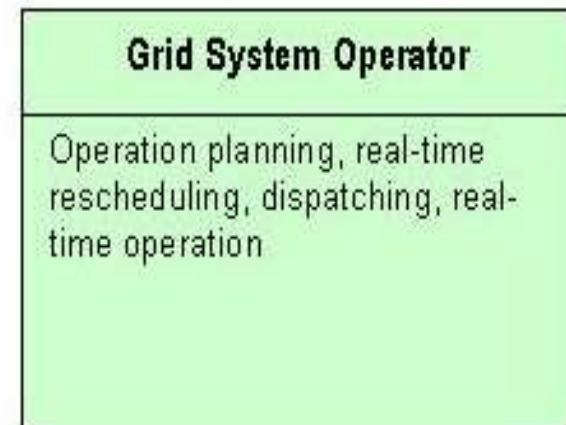 Grid System Operator
Operation planning, real-time
rescheduling, dispatching, real-
time operation